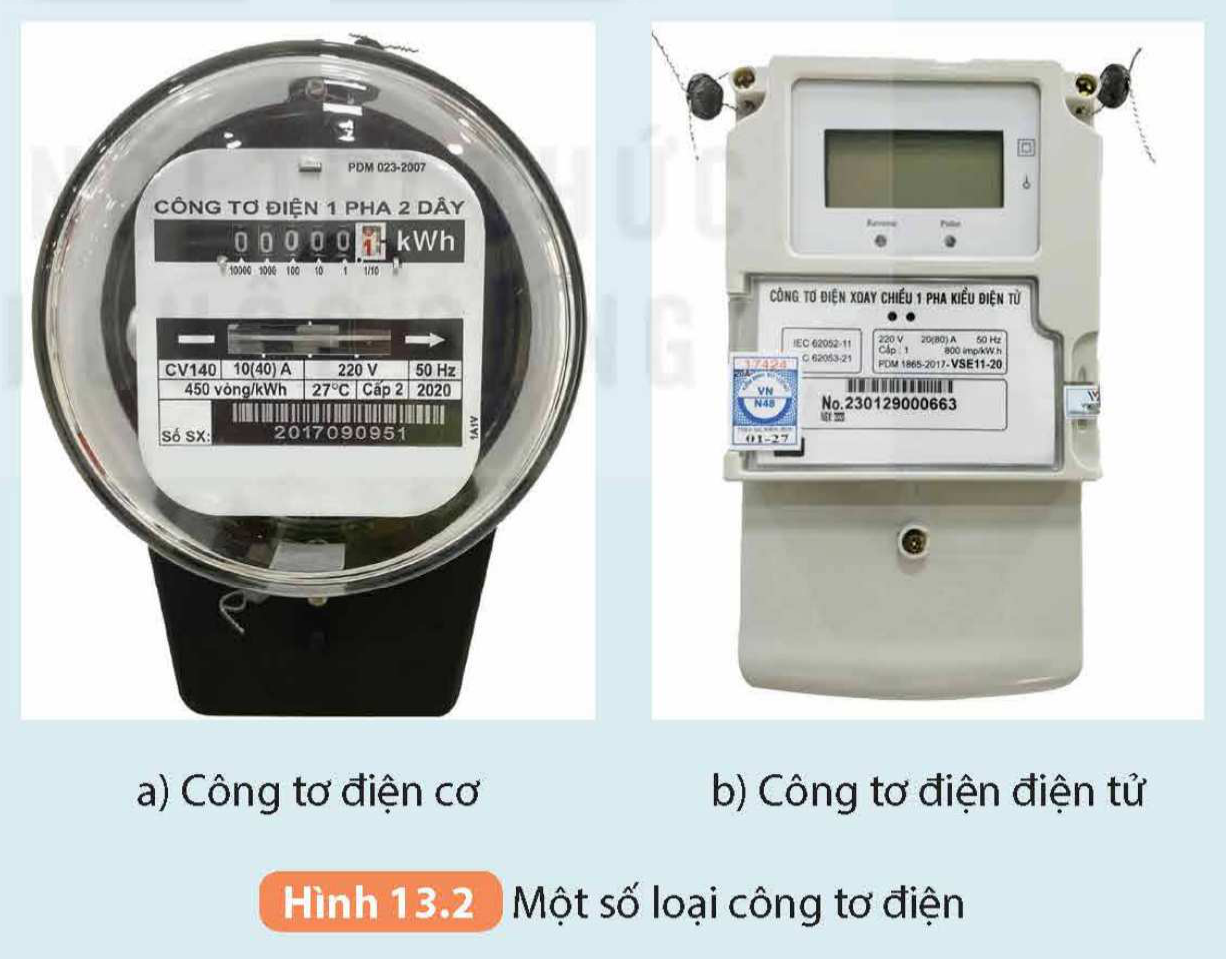 PDM 023-2007
CÔNG TƠ ĐIỆN 1 PHA 2 DÂY
0 0 0 0 0 1 kWh
10000 1000 100 10 1 1/10
CV140 10(40) A 220 V 50 Hz
450 vòng/kWh 27°C Cấp 2 2020
Số SX: 2017090951
1A1V
Reverse Pulse
CÔNG TƠ ĐIỆN XOAY CHIỀU 1 PHA KIỂU ĐIỆN TỬ
IEC 62052-11
C 62053-21
220 V 20(80) A 50 Hz
Cấp : 1 800 imp/kW.h
PDM 1865-2017-VSE11-20
No.230129000663
17424
VN
N48
01-27
a) Công tơ điện cơ
b) Công tơ điện điện tử
Hình 13.2 Một số loại công tơ điện